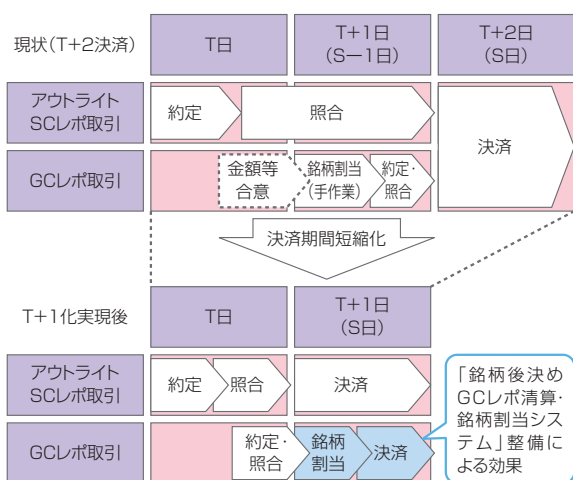 現状(T+2決済)
T日
T+1日
(S−1日)
T+2日
(S日)
アウトライト
SCレポ取引
約定
照合
決済
GCレポ取引
金額等
合意
銘柄割当
(手作業)
約定・
照合
決済期間短縮化
T+1化実現後
T日
T+1日
(S日)
アウトライト
SCレポ取引
約定
照合
決済
GCレポ取引
約定・
照合
銘柄
割当
決済
「銘柄後決め
GCレポ清算・
銘柄割当シス
テム」整備に
よる効果